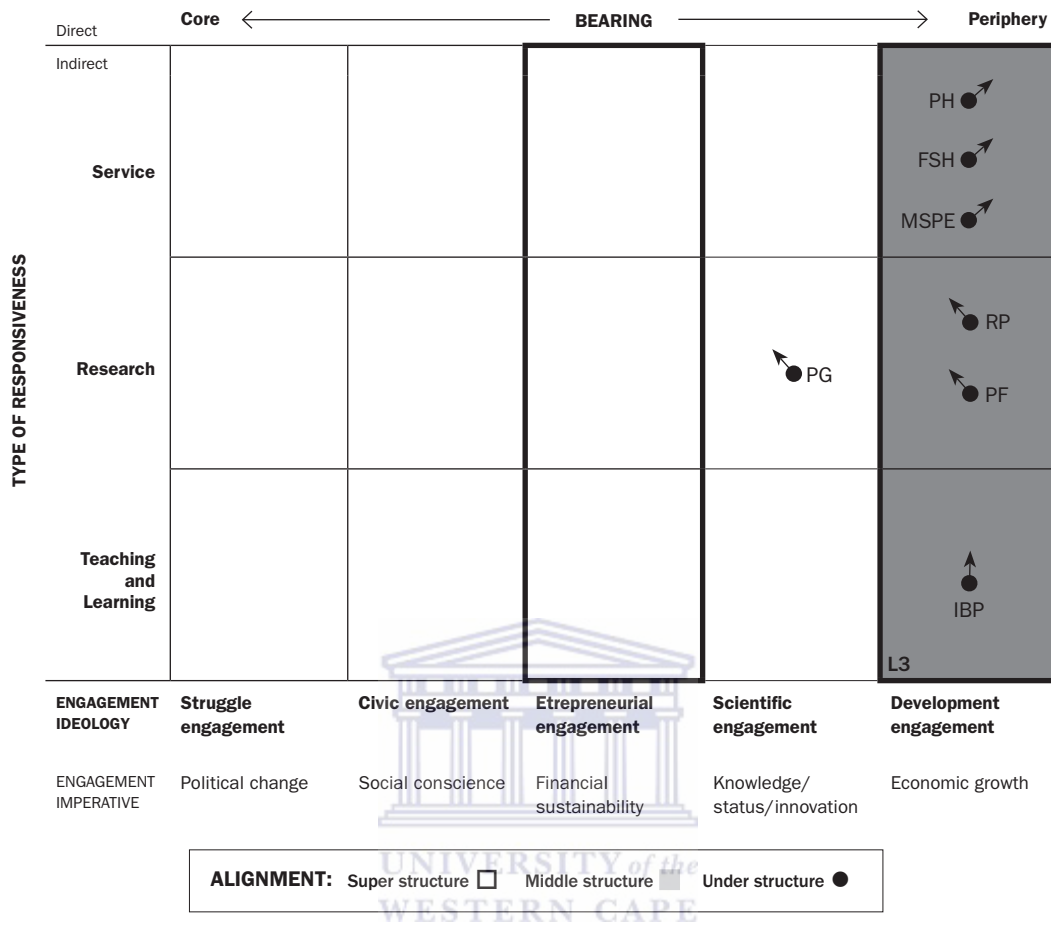 Core BEARING Periphery
Direct
Indirect
PH
FSH
Service
MSPE
TYPE OF RESPONSIVENESS
RP
Research
PG
PF
Teaching
and
Learning
IBP
L3
ENGAGEMENT
IDEOLOGY
Struggle
engagement
Civic engagement
Etrepreneurial
engagement
Scientific
engagement
Development
engagement
ENGAGEMENT
IMPERATIVE
Political change
Social conscience
Financial
sustainability
Knowledge/
status/innovation
Economic growth
ALIGNMENT: Super structure Middle structure Under structure
UNIVERSITY of the
WESTERN CAPE